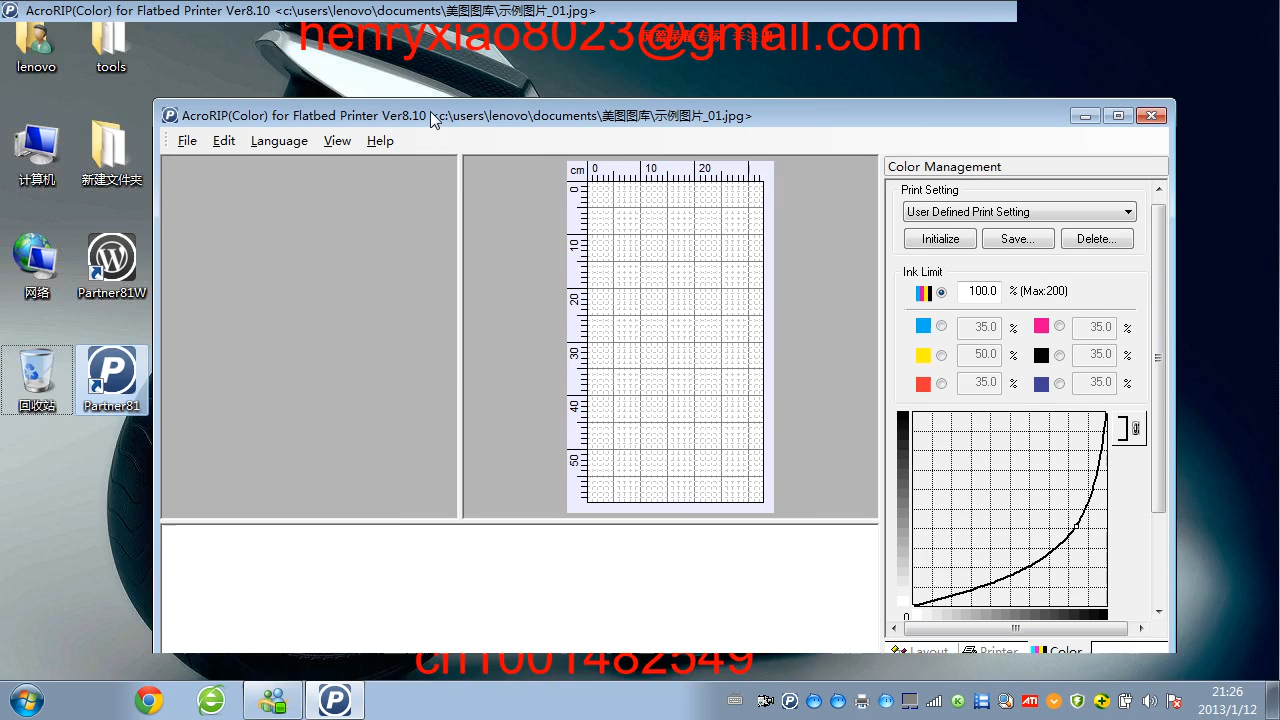 AcroRIP(Color) for Flatbed Printer Ver8.10 <c:\users\lenovo\documents\美图图库\示例图片_01.jpg>
henryxiao8023@gmail.com
lenovo
tools
AcroRIP(Color) for Flatbed Printer Ver8.10 <c:\users\lenovo\documents\美图图库\示例图片_01.jpg>
File Edit Language View Help
计算机
新建文件夹
网络
Partner81W
回收站
Partner81
cm 0 10 20
0
10
20
30
40
50
Color Management
Print Setting
User Defined Print Setting
Initialize Save... Delete...
Ink Limit
100.0 % (Max:200)
35.0 % 35.0 %
50.0 % 35.0 %
35.0 % 35.0 %
0
Layout Printer Color
cn1001482549
21:26
2013/1/12